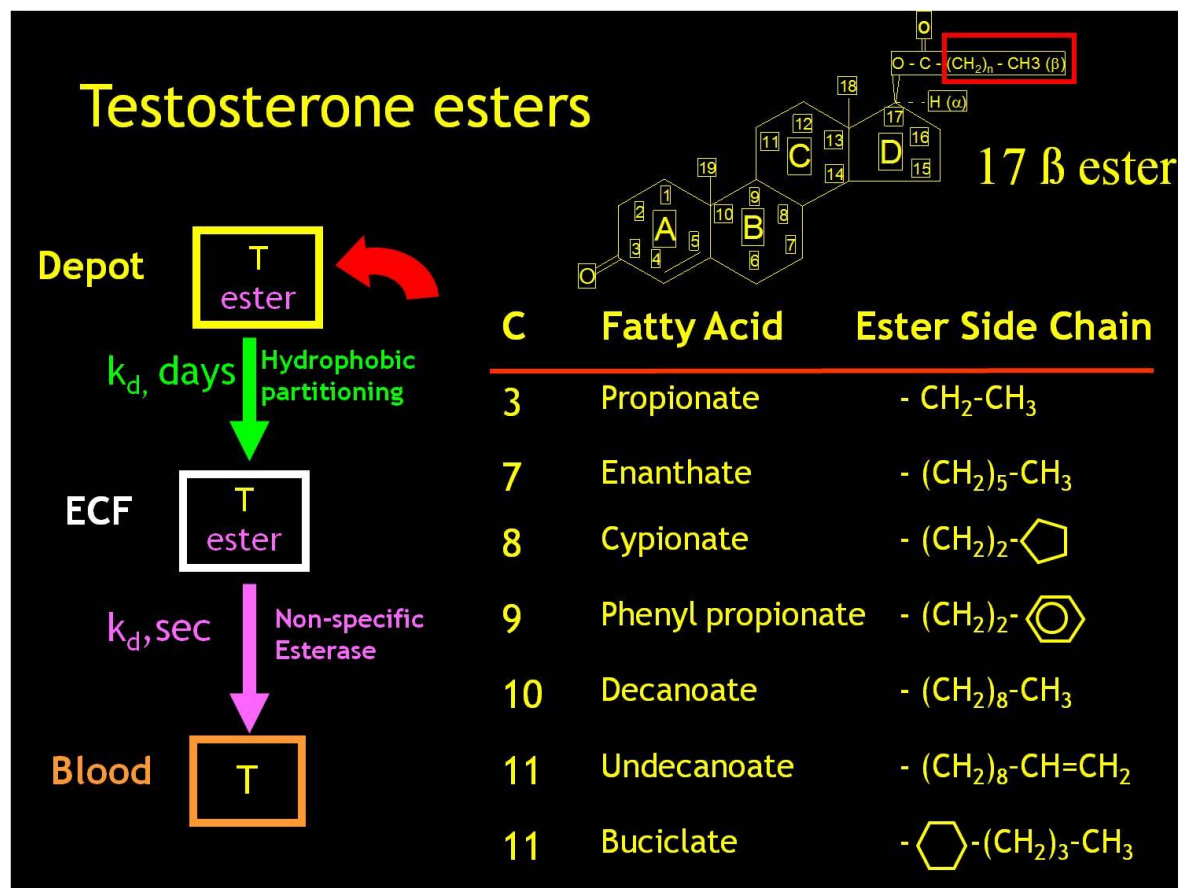 Testosterone esters
O
O - C - (CH2)n - CH3 (β)
H (α)
18
17
12
16
11
13
C
D
15
19
14
17 ß ester
1
9
2
10
8
A
B
3
5
7
4
6
O
Depot
T
ester
kd, days
Hydrophobic
partitioning
ECF
T
ester
kd,sec
Non-specific
Esterase
Blood
T
C Fatty Acid Ester Side Chain
3 Propionate - CH2-CH3
7 Enanthate - (CH2)5-CH3
8 Cypionate - (CH2)2-
9 Phenyl propionate - (CH2)2-
10 Decanoate - (CH2)8-CH3
11 Undecanoate - (CH2)8-CH=CH2
11 Buciclate - -(CH2)3-CH3